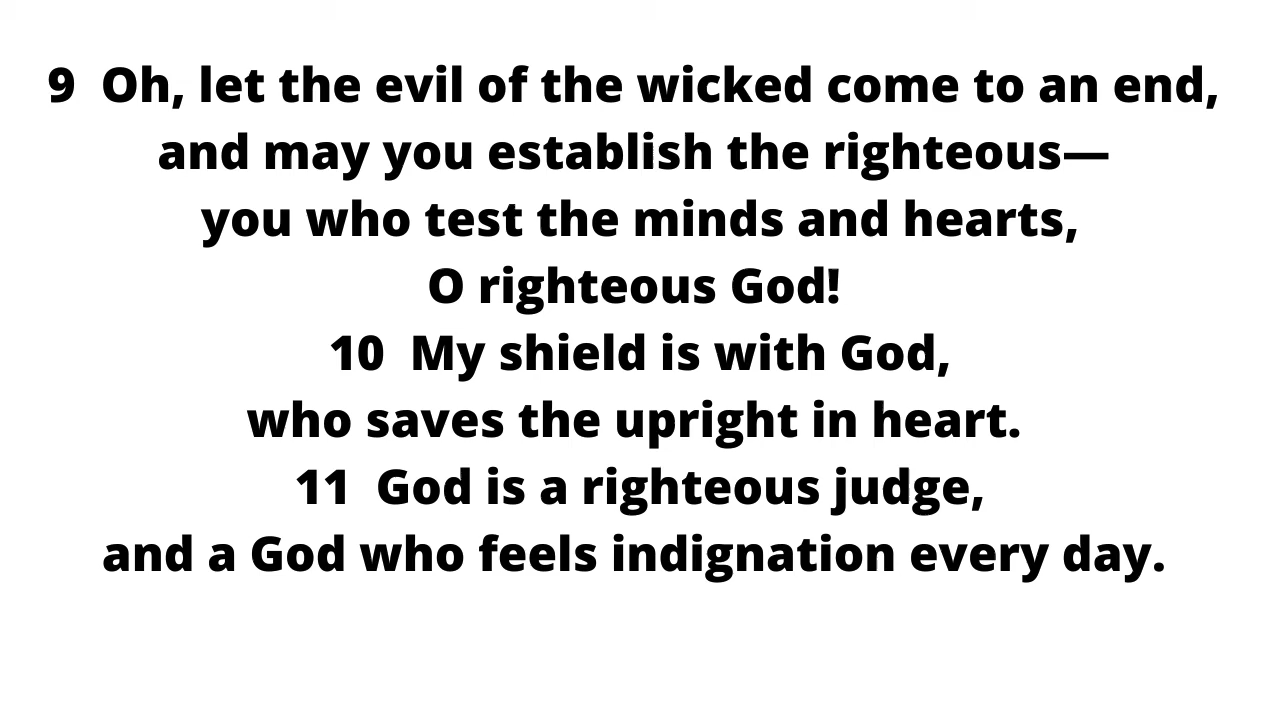 9  Oh, let the evil of the wicked come to an end,
and may you establish the righteous—
you who test the minds and hearts,
O righteous God!
10  My shield is with God,
who saves the upright in heart.
11  God is a righteous judge,
and a God who feels indignation every day.